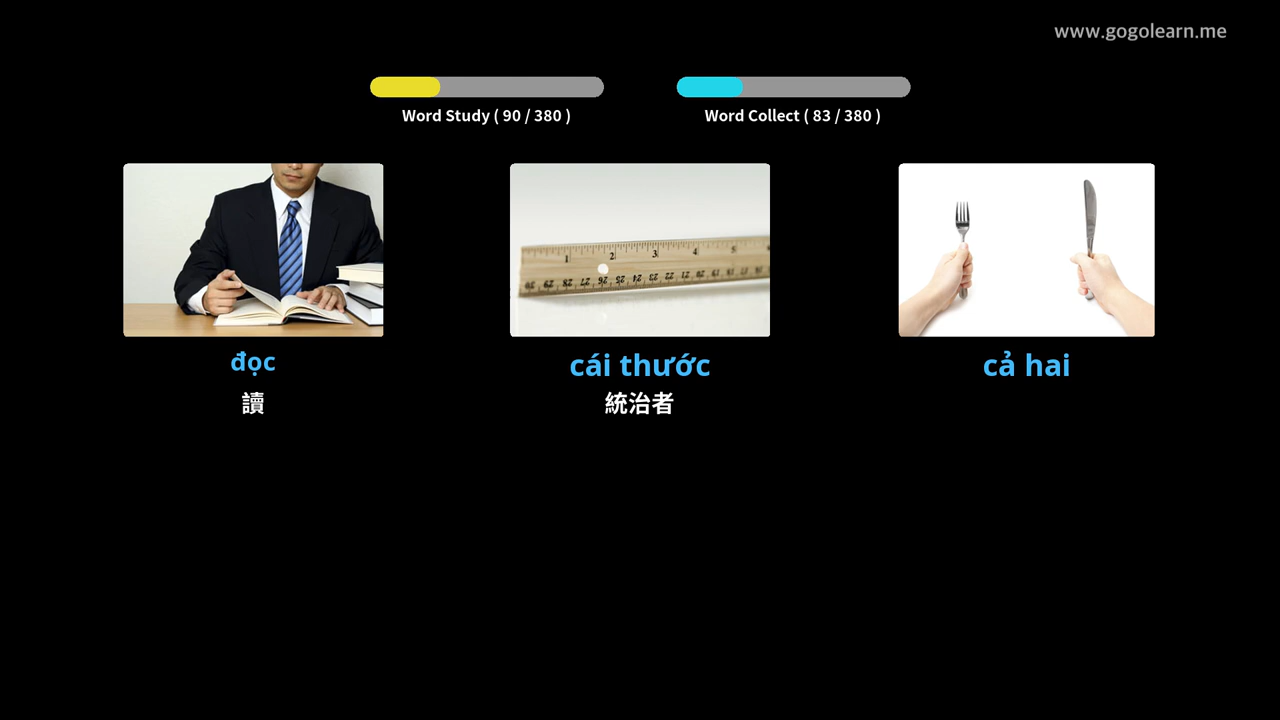 www.gogolearn.me
Word Study ( 90 / 380 )
Word Collect ( 83 / 380 )
đọc
讀
cái thước
統治者
cả hai